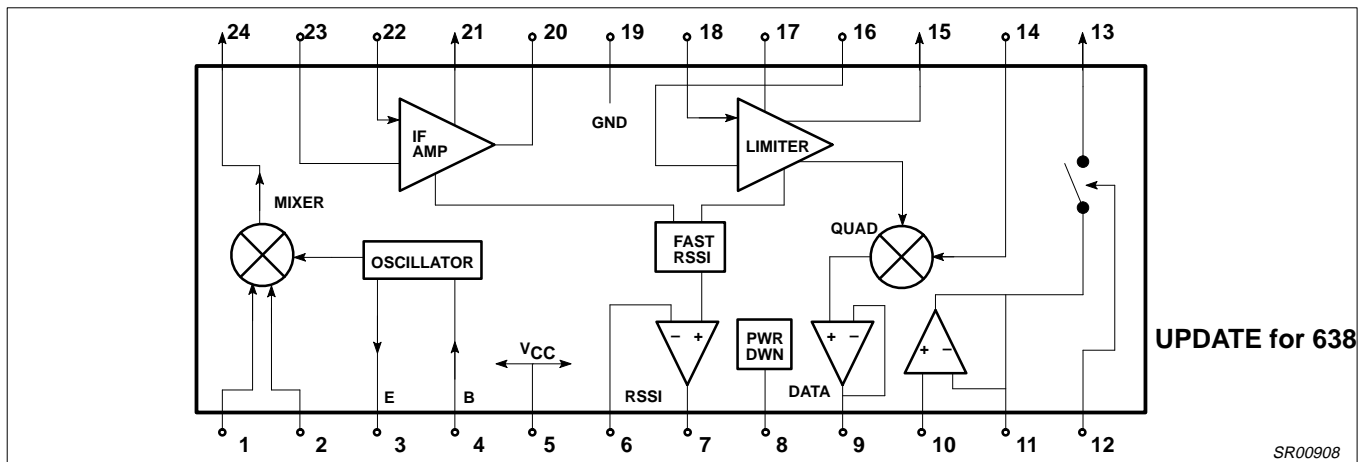 24 23 22 21 20 19 18 17 16 15 14 13
GND
IF
AMP
LIMITER
MIXER
QUAD
FAST
RSSI
OSCILLATOR
UPDATE for 638
− +
PWR
DWN
+ −
+ −
VCC
E B
RSSI
DATA
1 2 3 4 5 6 7 8 9 10 11 12
SR00908